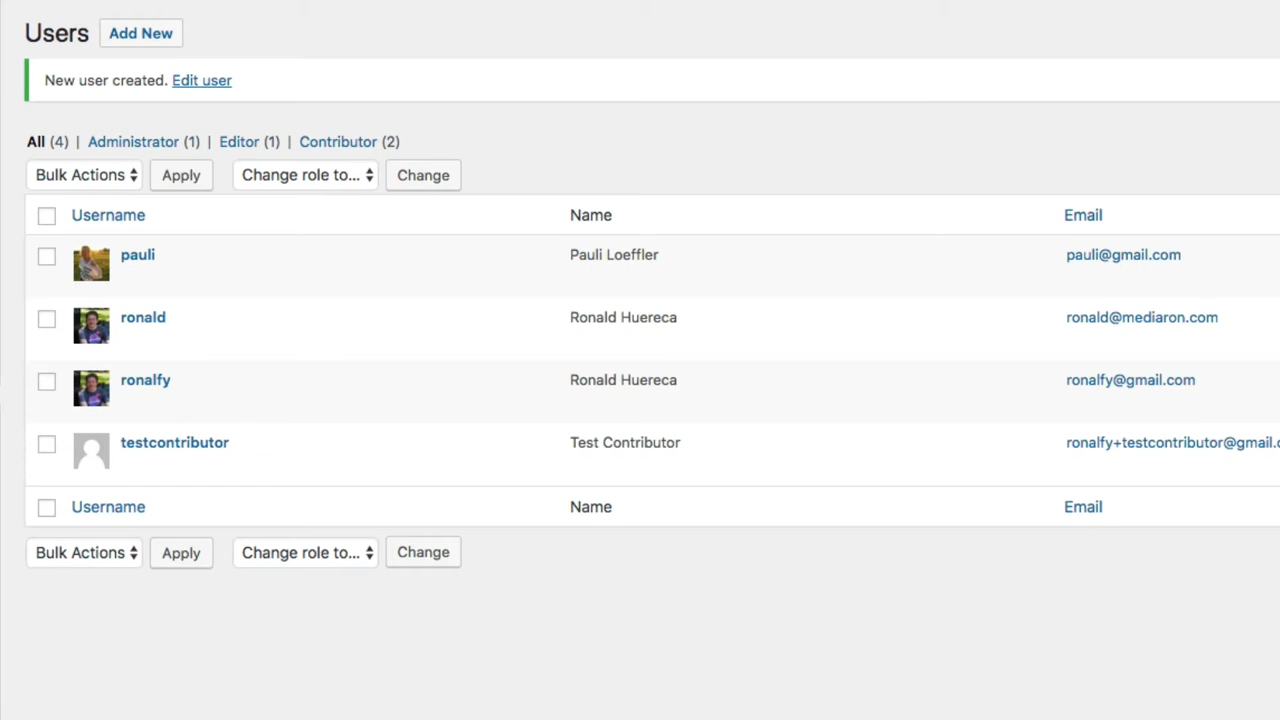 Users Add New
New user created. Edit user
All (4) | Administrator (1) | Editor (1) | Contributor (2)
Bulk Actions Apply Change role to... Change
Username Name Email
pauli Pauli Loeffler pauli@gmail.com
ronald Ronald Huereca ronald@mediaron.com
ronalfy Ronald Huereca ronalfy@gmail.com
testcontributor Test Contributor ronalfy+testcontributor@gmail.
Username Name Email
Bulk Actions Apply Change role to... Change